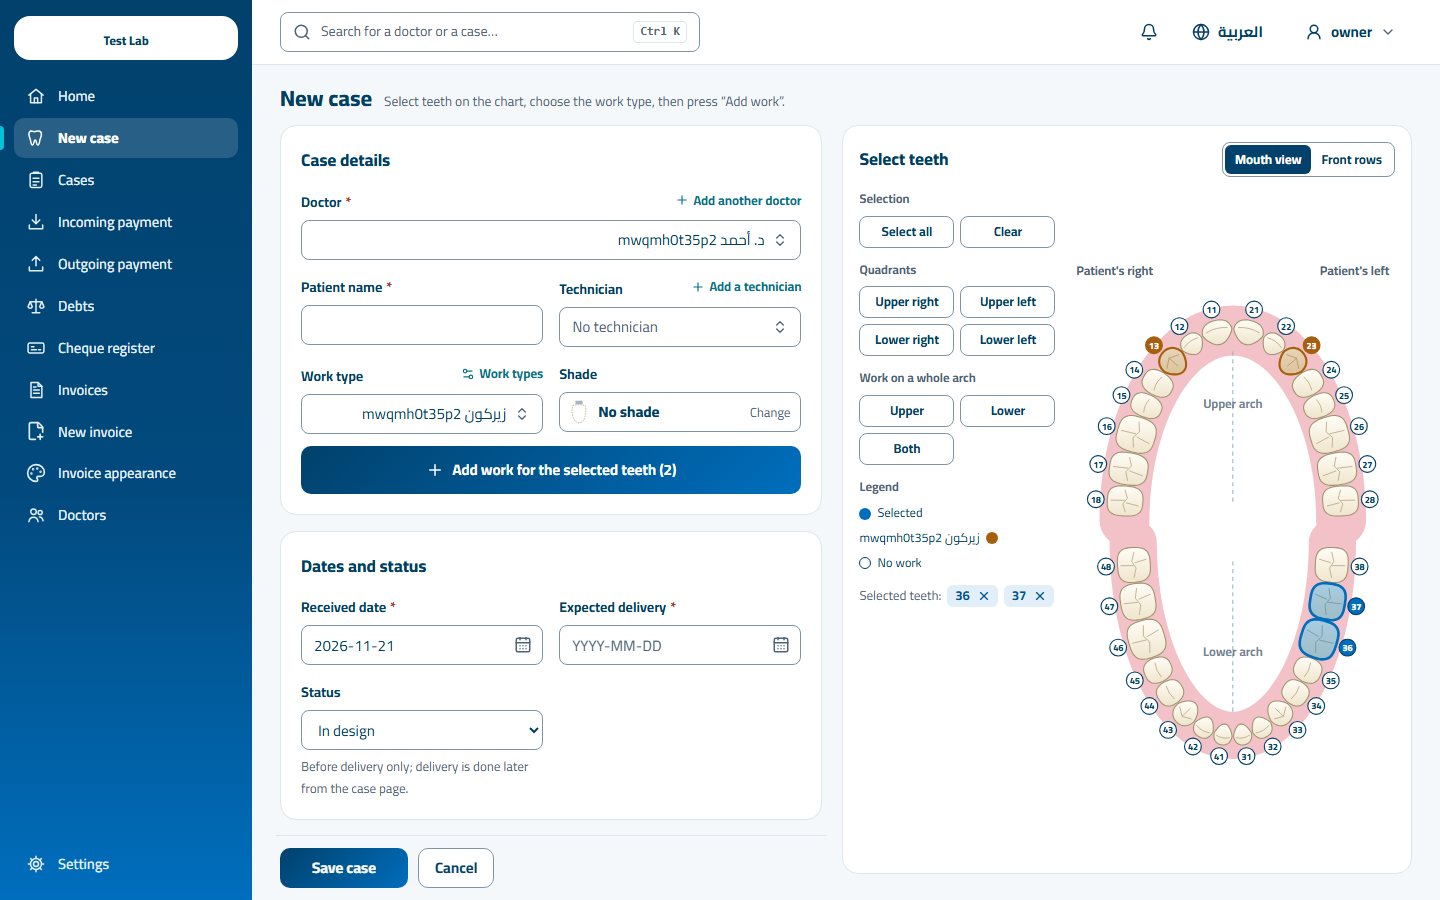 Test Lab
Home
New case
Cases
Incoming payment
Outgoing payment
Debts
Cheque register
Invoices
New invoice
Invoice appearance
Doctors
Settings
Search for a doctor or a case...
Ctrl K
العربية
owner
New case
Select teeth on the chart, choose the work type, then press “Add work”.
Case details
Doctor *
Add another doctor
د. أحمد mwqmh0t35p2
Patient name *
Technician
Add a technician
No technician
Work type
Work types
زيركون mwqmh0t35p2
Shade
No shade
Change
Add work for the selected teeth (2)
Dates and status
Received date *
2026-11-21
Expected delivery *
YYYY-MM-DD
Status
In design
Before delivery only; delivery is done later
from the case page.
Save case
Cancel
Select teeth
Mouth view
Front rows
Selection
Select all
Clear
Quadrants
Upper right
Upper left
Lower right
Lower left
Work on a whole arch
Upper
Lower
Both
Legend
Selected
زيركون mwqmh0t35p2
No work
Selected teeth: 36 × 37 ×
Patient's right
Patient's left
11 21
12 22
13 23
14 24
15 25
Upper arch
16 26
17 27
18 28
48 38
47 37
46 36
Lower arch
45 35
44 34
43 33
42 32
41 31